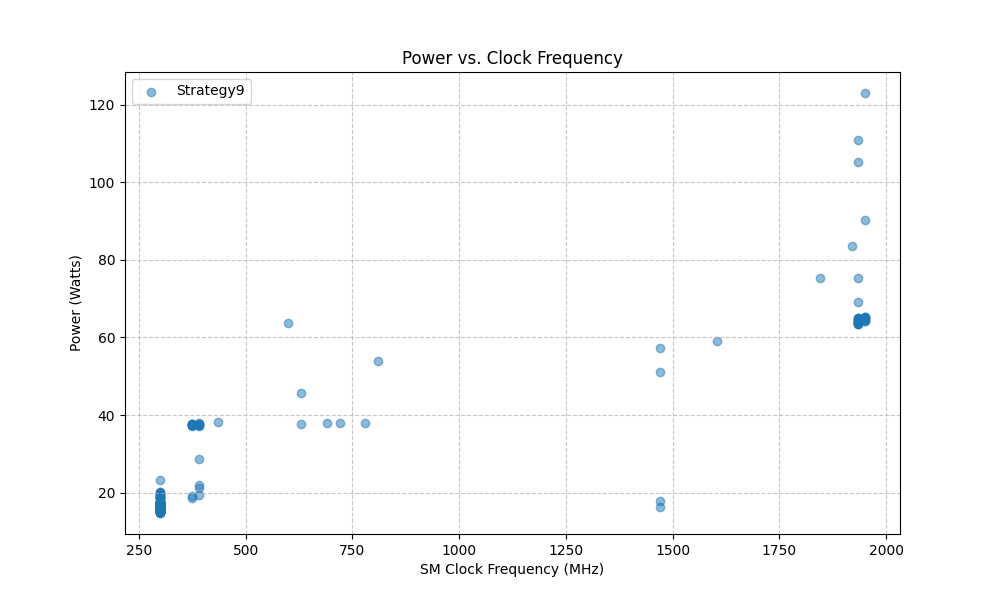 Power vs. Clock Frequency
Strategy9
120
100
80
60
40
20
Power (Watts)
250 500 750 1000 1250 1500 1750 2000
SM Clock Frequency (MHz)